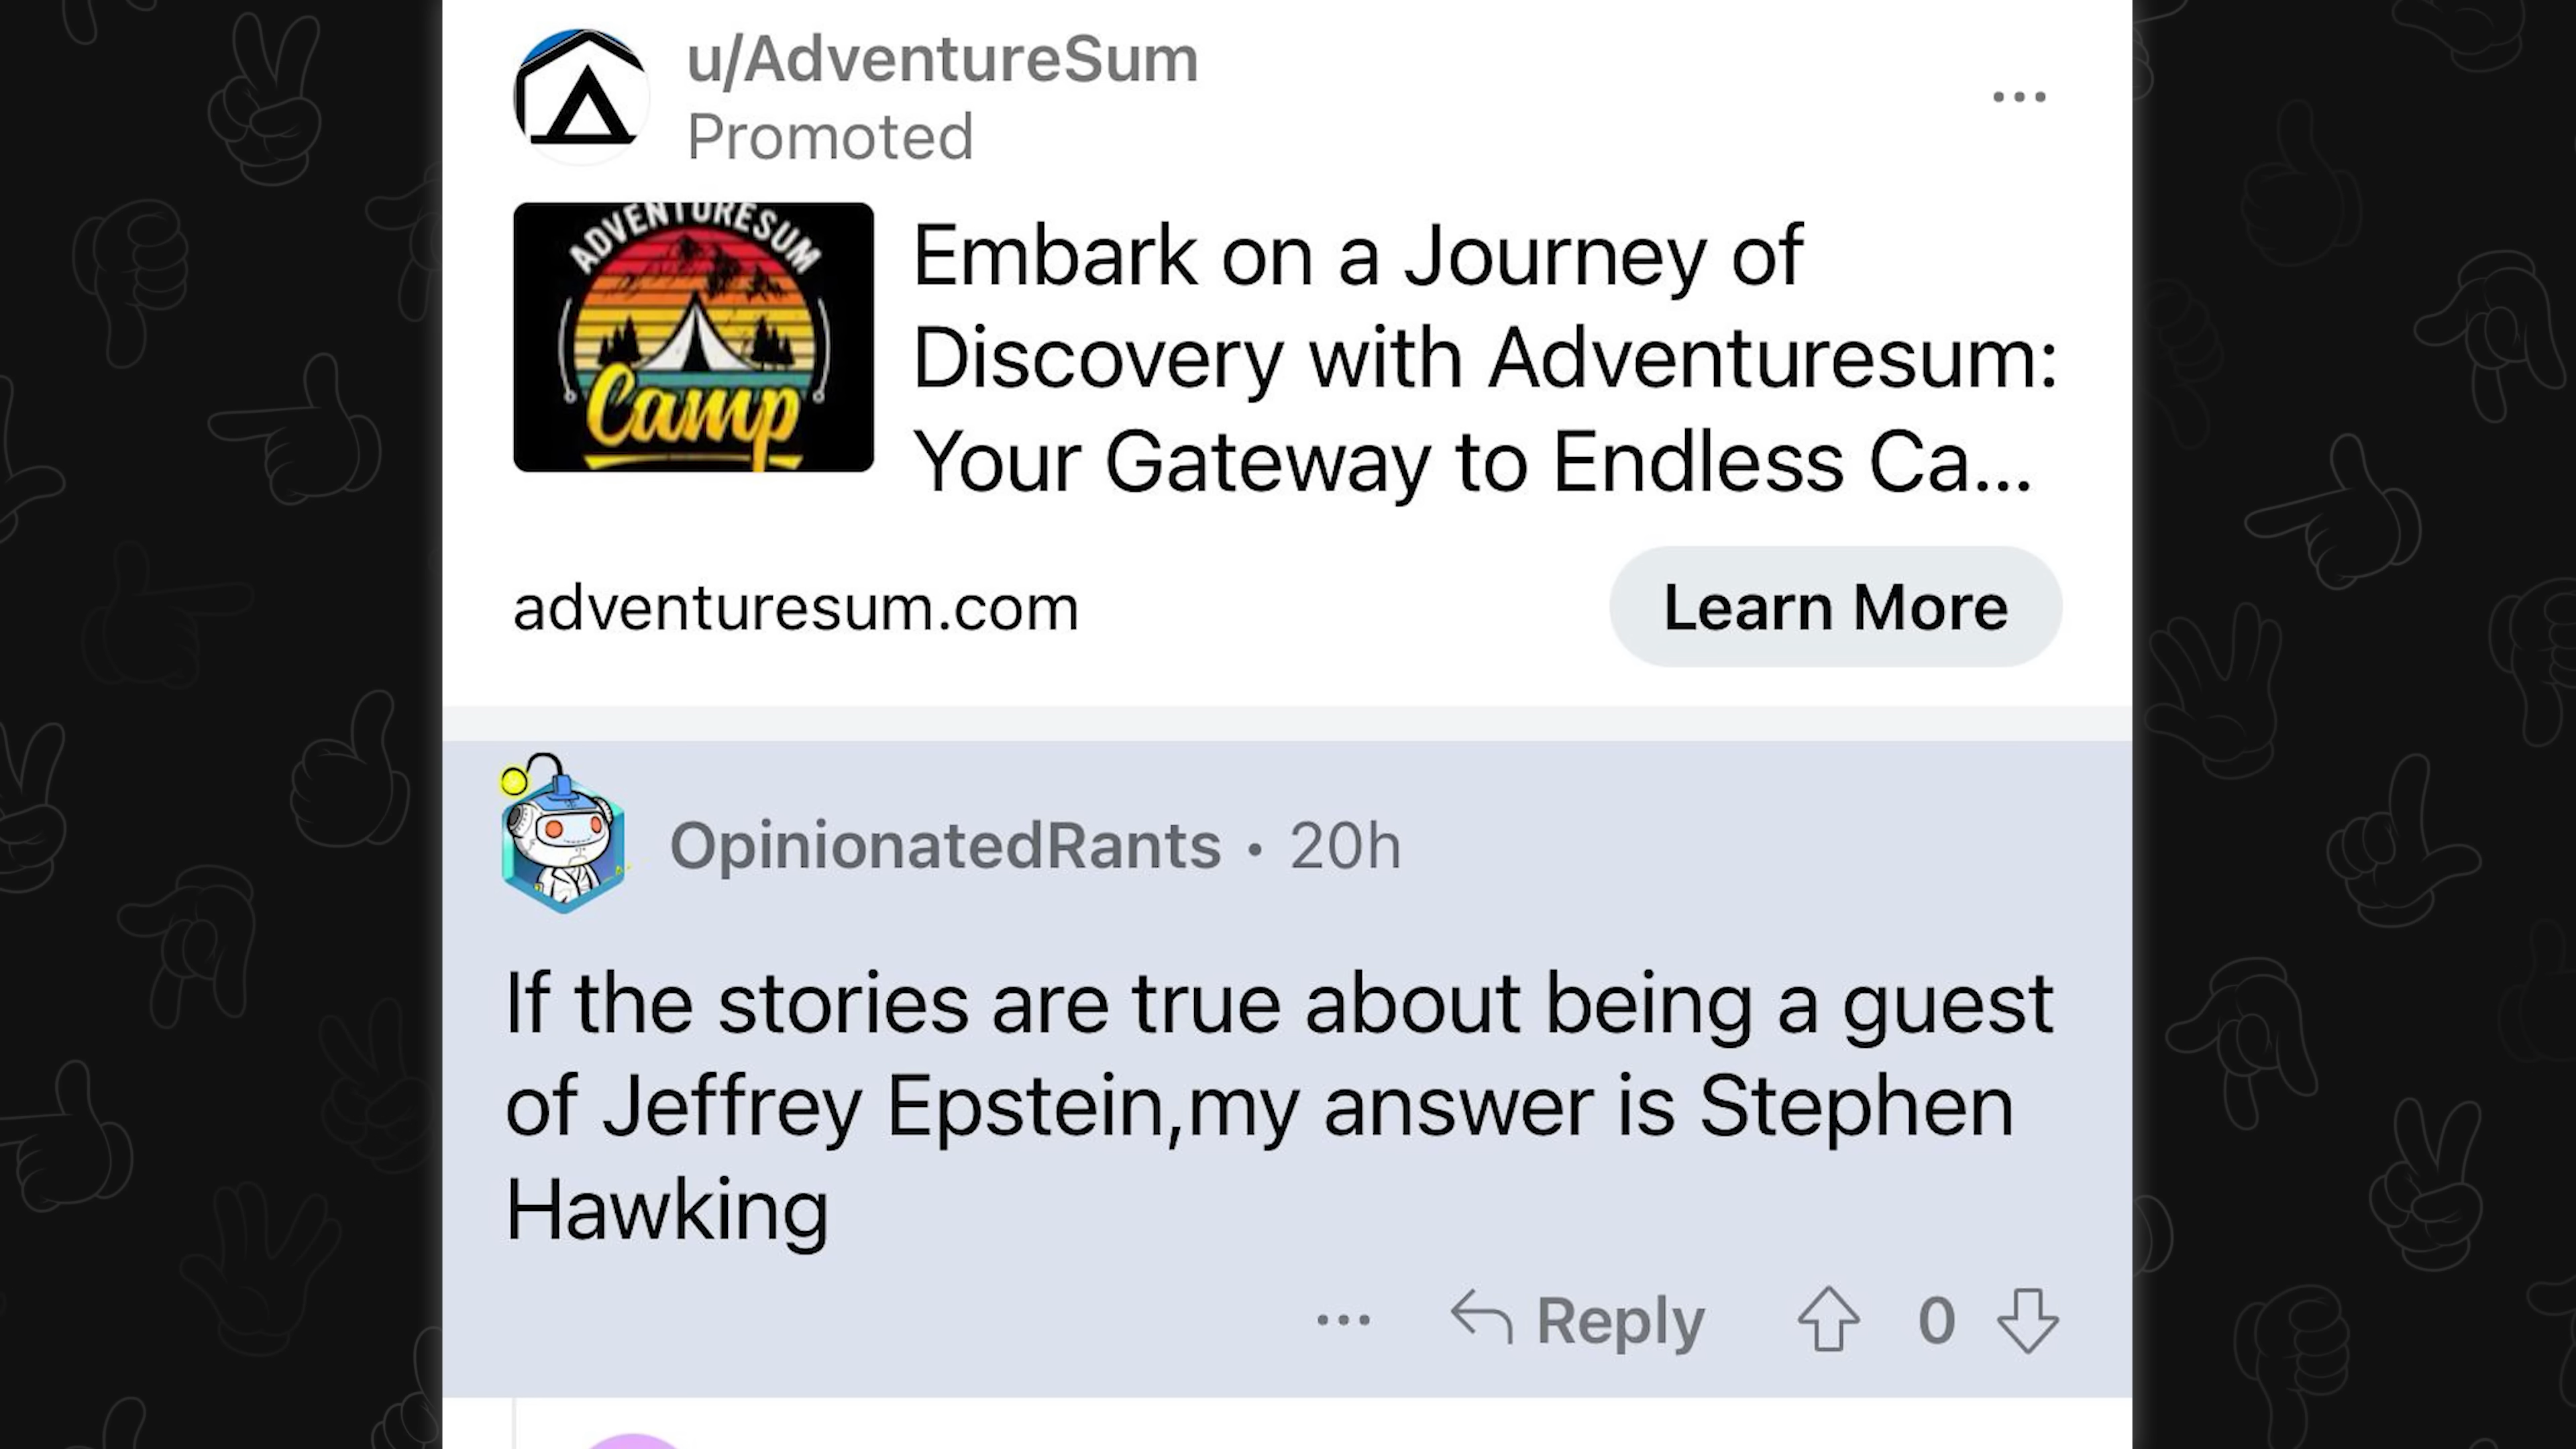 u/AdventureSum
Promoted
ADVENTURESUM
Camp
Embark on a Journey of
Discovery with Adventuresum:
Your Gateway to Endless Ca...
adventuresum.com
Learn More
OpinionatedRants • 20h
If the stories are true about being a guest
of Jeffrey Epstein,my answer is Stephen
Hawking
Reply 0